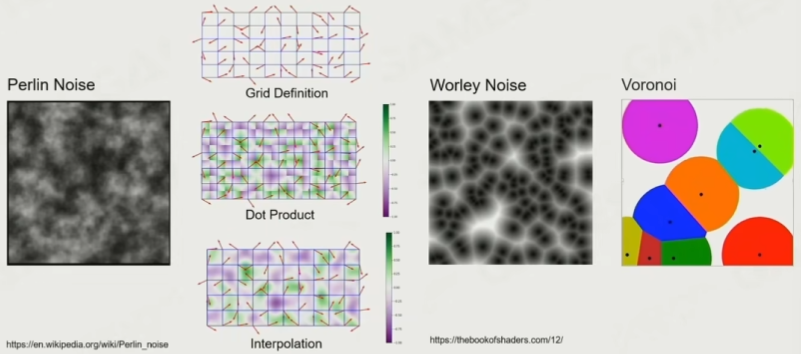 Perlin Noise
Grid Definition
Dot Product
Interpolation
https://en.wikipedia.org/wiki/Perlin_noise
Worley Noise
Voronoi
https://thebookofshaders.com/12/